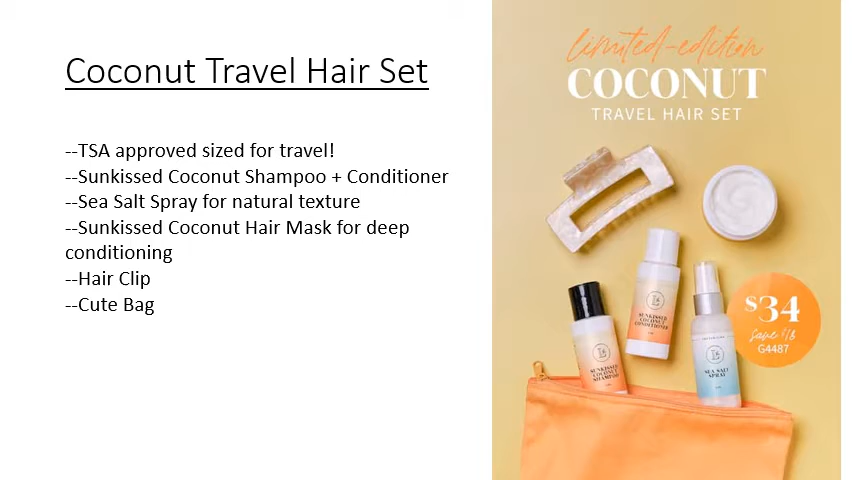 Coconut Travel Hair Set
--TSA approved sized for travel!
--Sunkissed Coconut Shampoo + Conditioner
--Sea Salt Spray for natural texture
--Sunkissed Coconut Hair Mask for deep
conditioning
--Hair Clip
--Cute Bag
limited-edition
COCONUT
TRAVEL HAIR SET
$34
save $18
G4487
SUNKISSED
COCONUT
CONDITIONER
SUNKISSED
COCONUT
SHAMPOO
SEA SALT
SPRAY